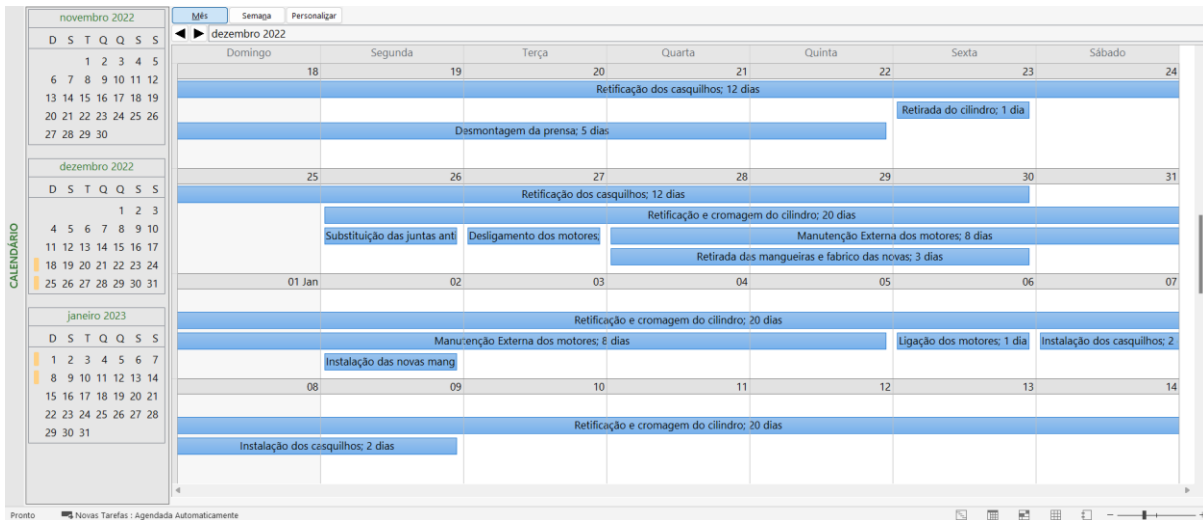 CALENDÁRIO
novembro 2022
D S T Q Q S S
1 2 3 4 5
6 7 8 9 10 11 12
13 14 15 16 17 18 19
20 21 22 23 24 25 26
27 28 29 30
dezembro 2022
D S T Q Q S S
1 2 3
4 5 6 7 8 9 10
11 12 13 14 15 16 17
18 19 20 21 22 23 24
25 26 27 28 29 30 31
janeiro 2023
D S T Q Q S S
1 2 3 4 5 6 7
8 9 10 11 12 13 14
15 16 17 18 19 20 21
22 23 24 25 26 27 28
29 30 31
Mês Semana Personalizar
dezembro 2022
Domingo Segunda Terça Quarta Quinta Sexta Sábado
18 19 20 21 22 23 24
Retificação dos casquilhos; 12 dias
Retirada do cilindro; 1 dia
Desmontagem da prensa; 5 dias
25 26 27 28 29 30 31
Retificação dos casquilhos; 12 dias
Retificação e cromagem do cilindro; 20 dias
Substituição das juntas anti Desligamento dos motores; Manutenção Externa dos motores; 8 dias
Retirada das mangueiras e fabrico das novas; 3 dias
01 Jan 02 03 04 05 06 07
Retificação e cromagem do cilindro; 20 dias
Manutenção Externa dos motores; 8 dias Ligação dos motores; 1 dia Instalação dos casquilhos; 2
Instalação das novas mang
08 09 10 11 12 13 14
Retificação e cromagem do cilindro; 20 dias
Instalação dos casquilhos; 2 dias
Pronto Novas Tarefas : Agendada Automaticamente